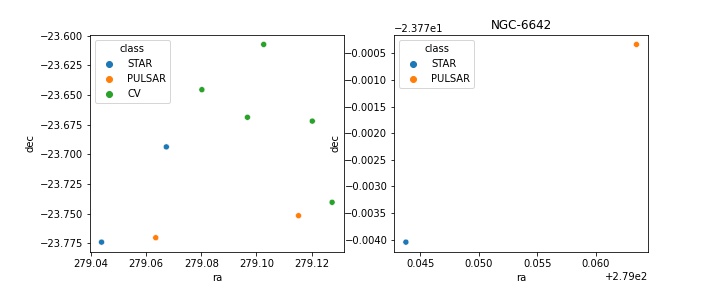 NGC-6642
−2.377e1
class
STAR
PULSAR
CV
−23.600
−23.625
−23.650
−23.675
−23.700
−23.725
−23.750
−23.775
dec
279.04
279.06
279.08
279.10
279.12
ra
class
STAR
PULSAR
−0.0005
−0.0010
−0.0015
−0.0020
−0.0025
−0.0030
−0.0035
−0.0040
dec
0.045
0.050
0.055
0.060
ra
+2.79e2